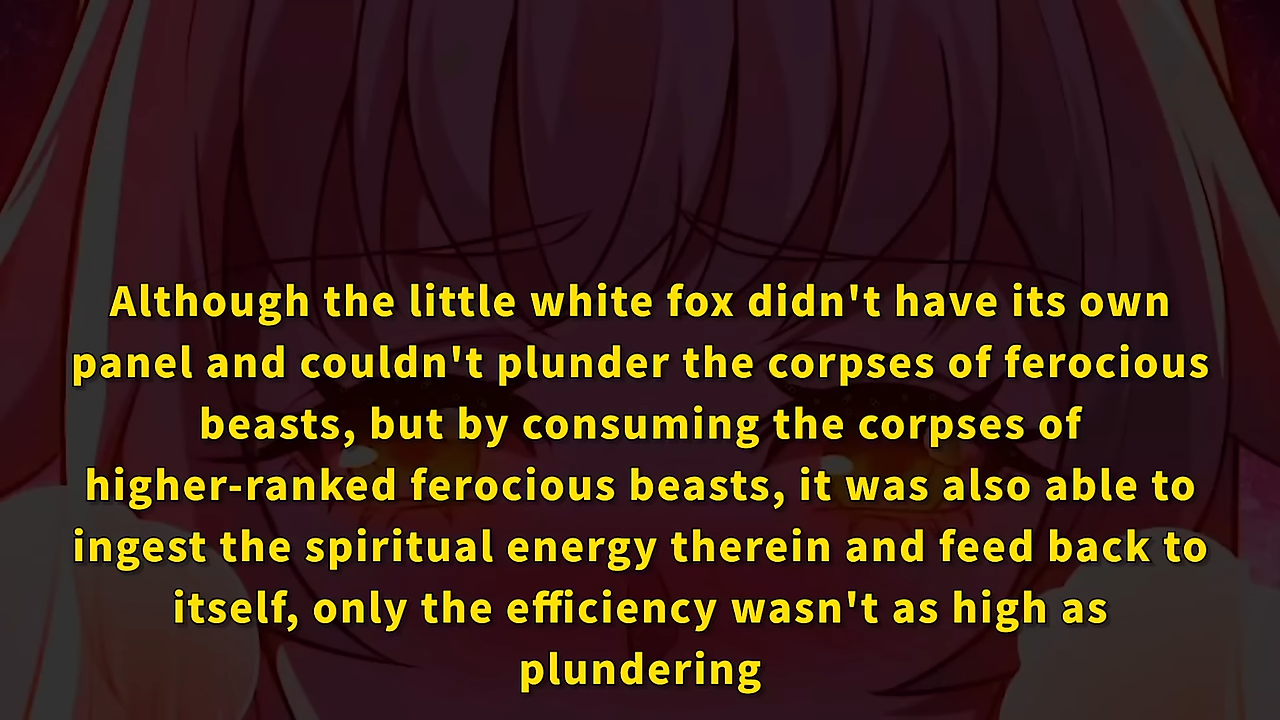 Although the little white fox didn't have its own
panel and couldn't plunder the corpses of ferocious
beasts, but by consuming the corpses of
higher-ranked ferocious beasts, it was also able to
ingest the spiritual energy therein and feed back to
itself, only the efficiency wasn't as high as
plundering